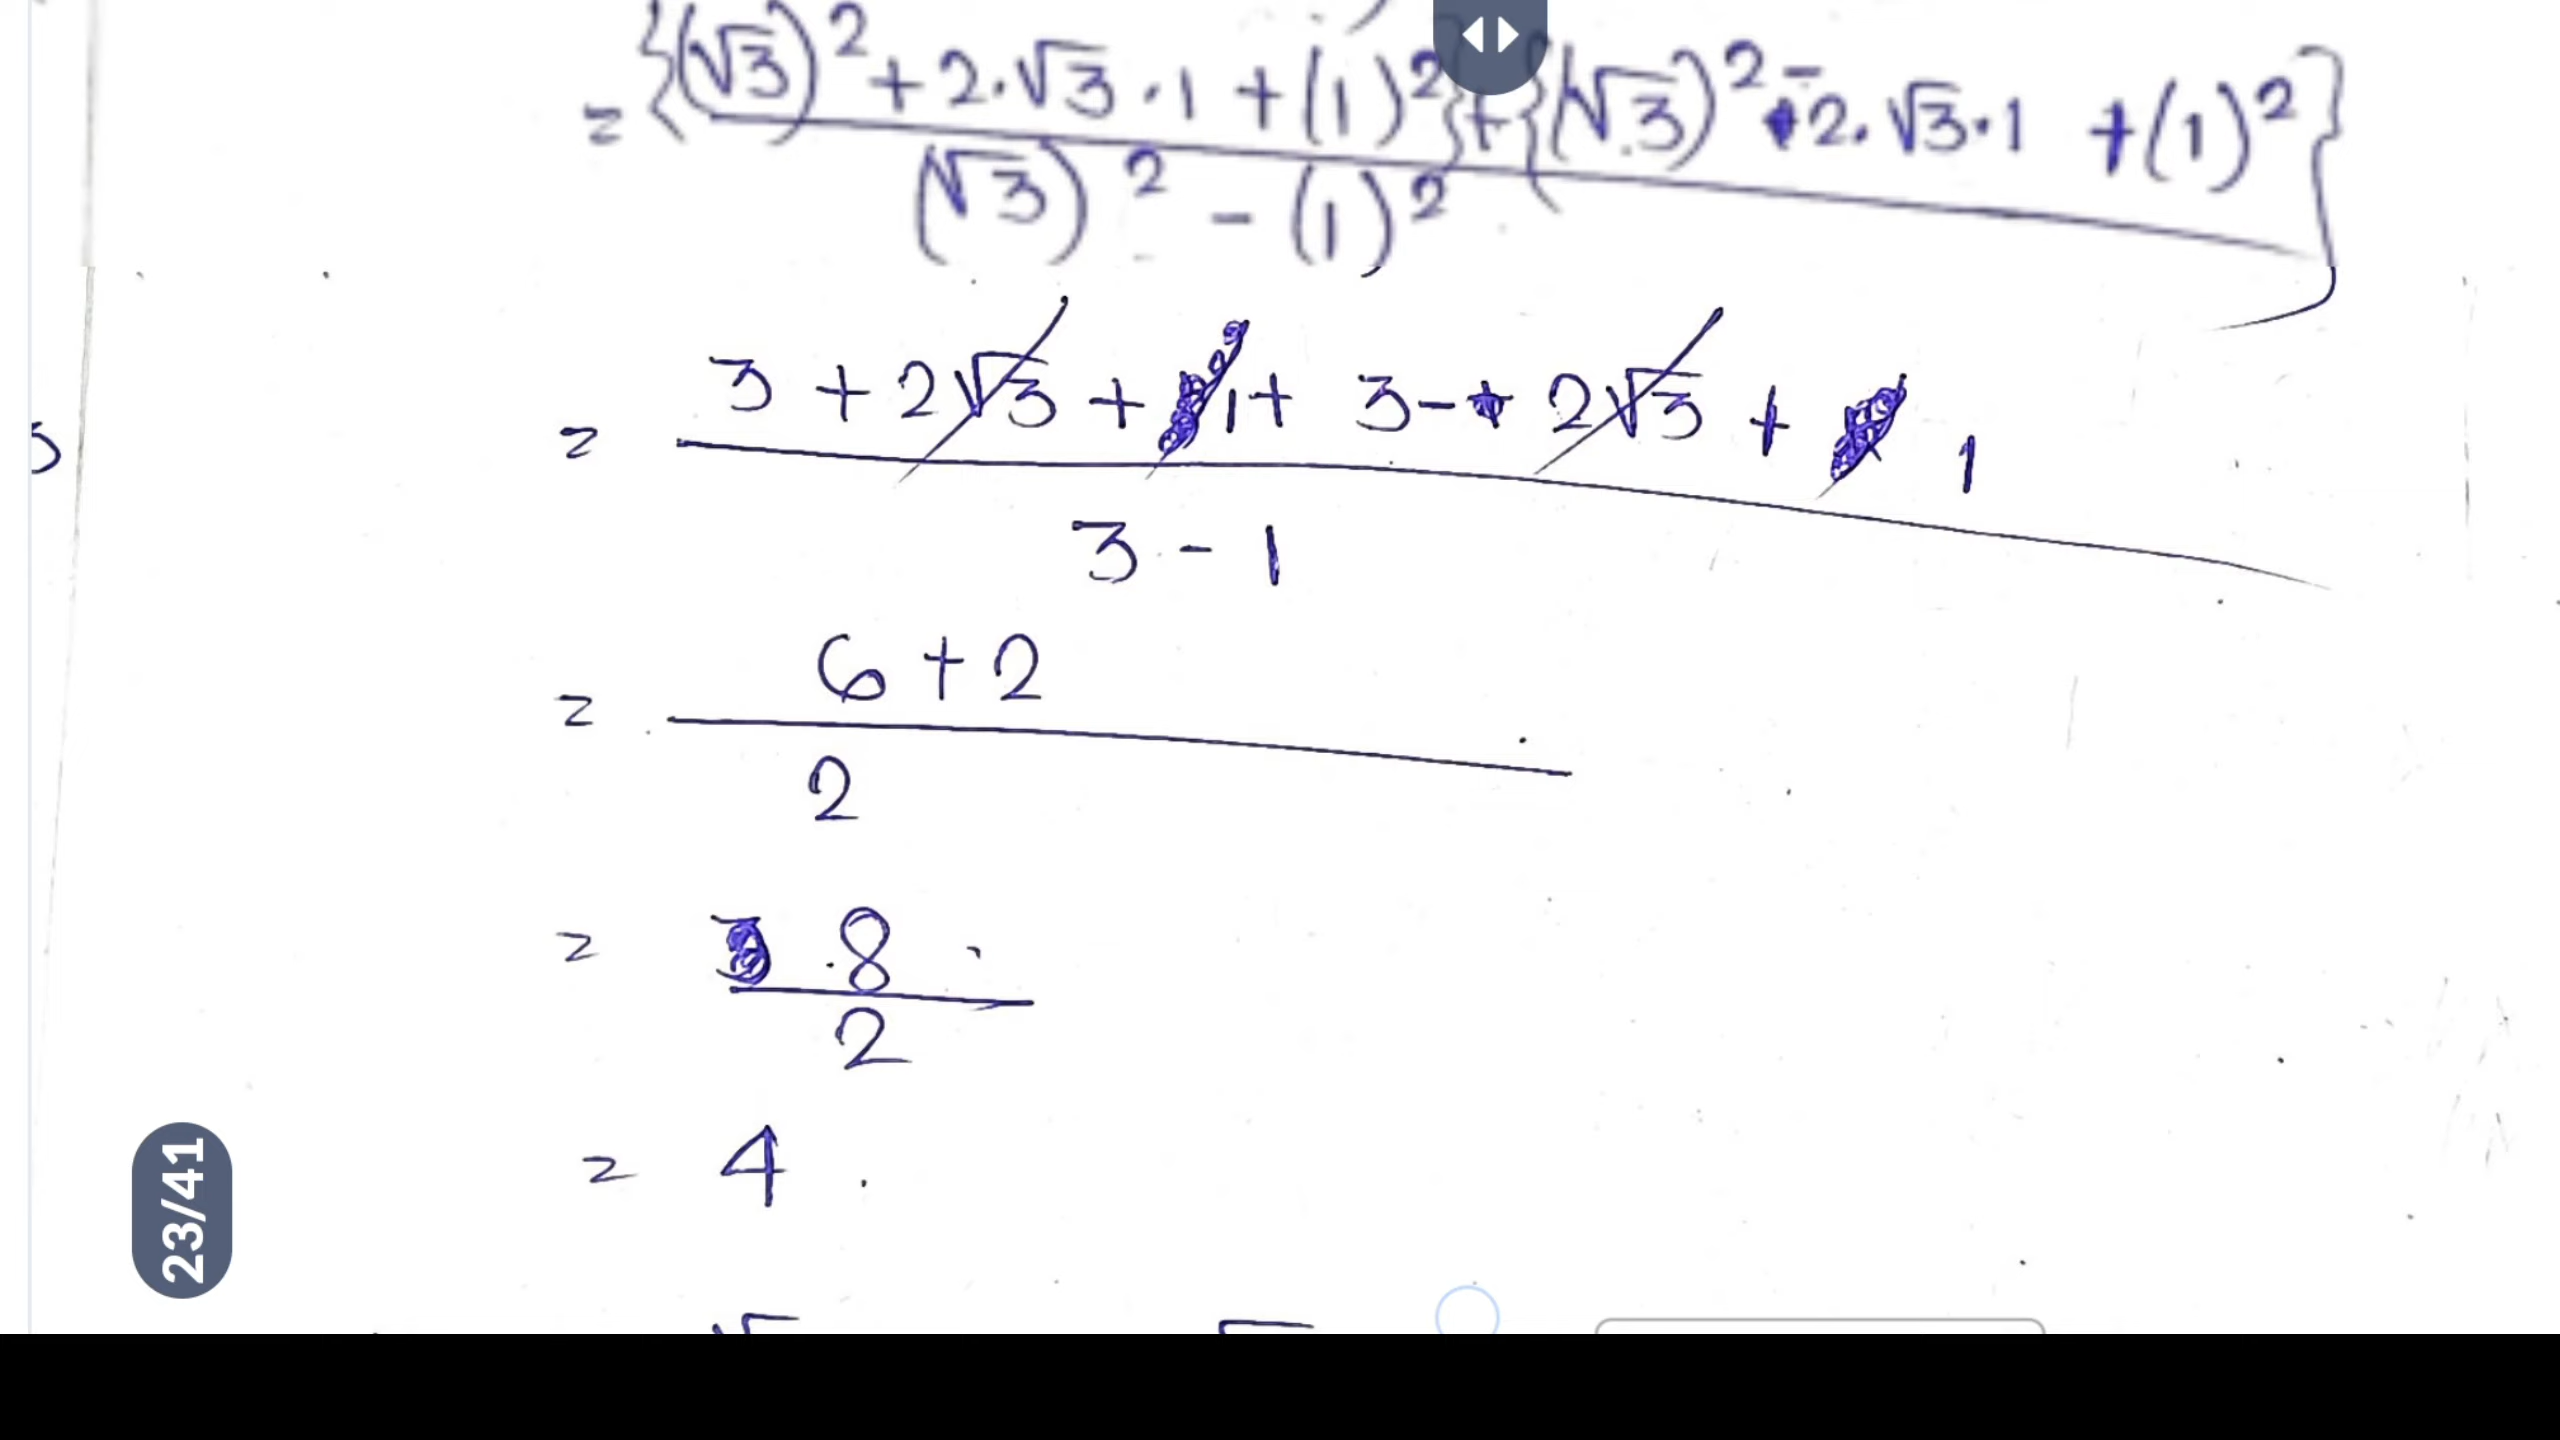 = {(√3)² + 2·√3·1 + (1)²} + {(√3)² - 2·√3·1 + (1)²}
(√3)² - (1)²
= 3 + 2√3 + 1 + 3 - 2√3 + 1
3 - 1
= 6 + 2
2
= 8
2
= 4
23/41